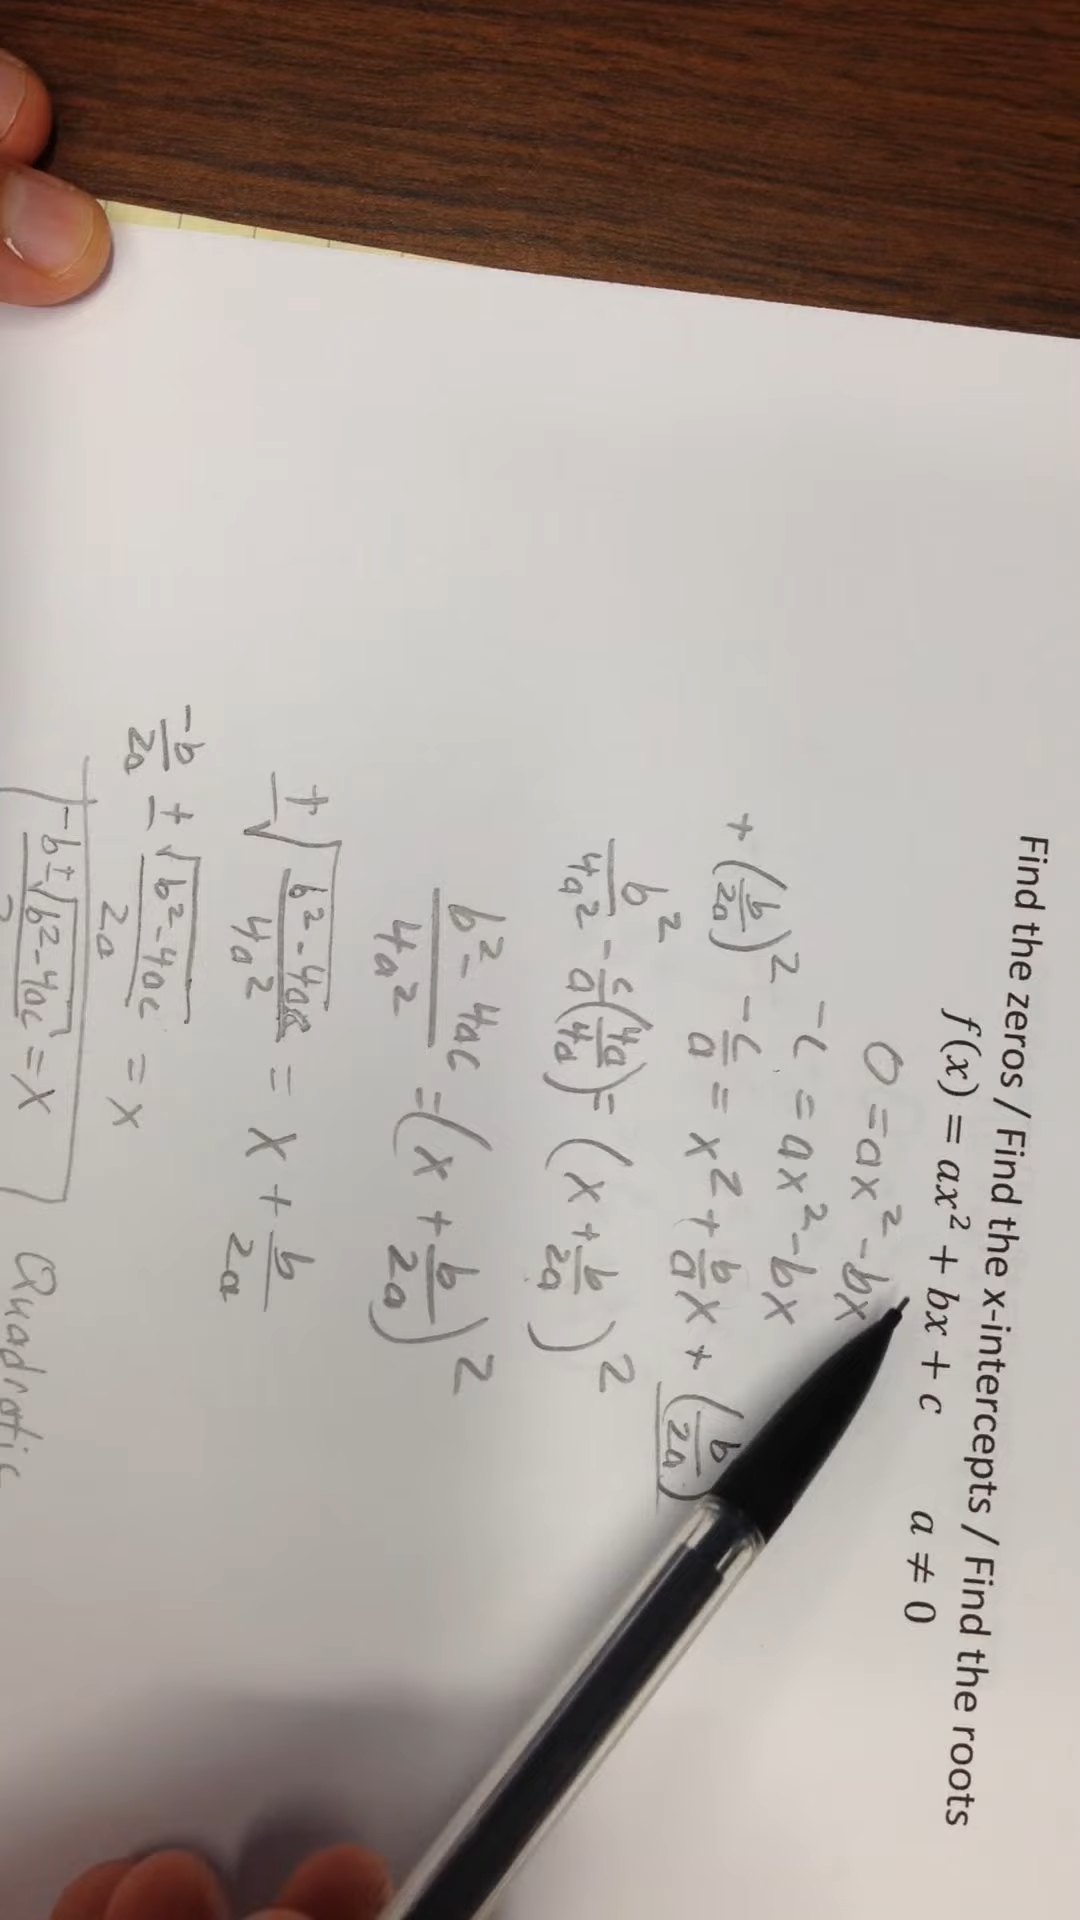 Find the zeros / Find the x-intercepts / Find the roots
f(x) = ax² + bx + c a ≠ 0
0 = ax² - bx
-c = ax² - bx
+ (b/2a)² - c/a = x² + b/a x + (b/2a)
b²/4a² - c/a (4a/4a) = (x + b/2a)²
b² - 4ac/4a² = (x + b/2a)²
±√(b² - 4ac/4a²) = x + b/2a
-b/2a ± √(b² - 4ac)/2a = x
-b ± √(b² - 4ac) = x
Quadratic